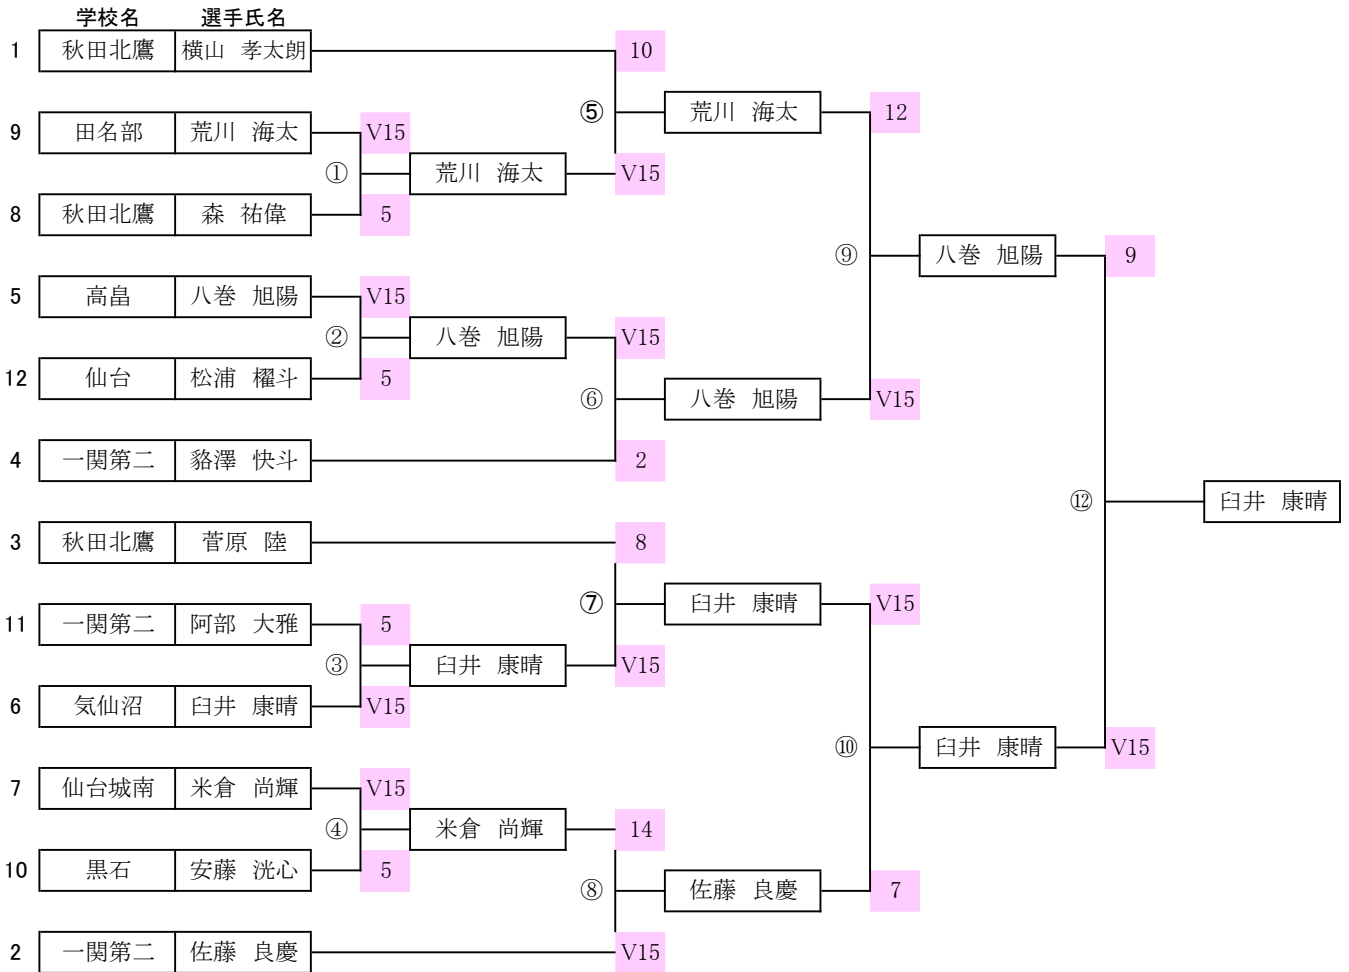 学校名 選手氏名
1 秋田北鷹 横山 孝太朗 10
⑤ 荒川 海太 12
9 田名部 荒川 海太 V15
① 荒川 海太 V15
8 秋田北鷹 森 祐偉 5
⑨ 八巻 旭陽 9
5 高畠 八巻 旭陽 V15
② 八巻 旭陽 V15
12 仙台 松浦 櫂斗 5
⑥ 八巻 旭陽 V15
4 一関第二 貉澤 快斗 2
⑫ 臼井 康晴
3 秋田北鷹 菅原 陸 8
⑦ 臼井 康晴 V15
11 一関第二 阿部 大雅 5
③ 臼井 康晴 V15
6 気仙沼 臼井 康晴 V15
⑩ 臼井 康晴 V15
7 仙台城南 米倉 尚輝 V15
④ 米倉 尚輝 14
10 黒石 安藤 洸心 5
⑧ 佐藤 良慶 7
2 一関第二 佐藤 良慶 V15